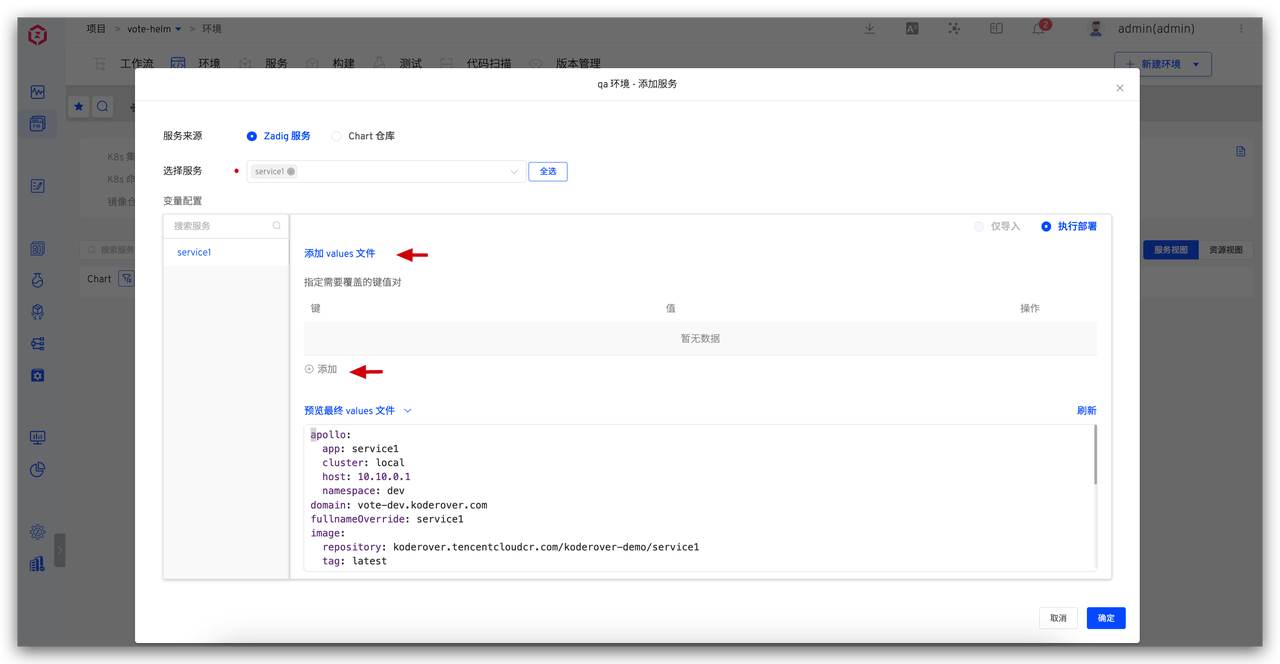 项目 > vote-helm > 环境
2
admin(admin)
工作流 环境 服务 构建 测试 代码扫描 版本管理
新建环境
qa 环境 - 添加服务
服务来源 Zadig 服务 Chart 仓库
选择服务 service1 全选
变量配置
搜索服务
仅导入 执行部署
service1
添加 values 文件
指定需要覆盖的键值对
键 值 操作
暂无数据
添加
预览最终 values 文件 刷新
apollo:
app: service1
cluster: local
host: 10.10.0.1
namespace: dev
domain: vote-dev.koderover.com
fullnameOverride: service1
image:
repository: koderover.tencentcloudcr.com/koderover-demo/service1
tag: latest
取消 确定
K8s 集
K8s 命
镜像仓
搜索服务
服务视图 资源视图
Chart